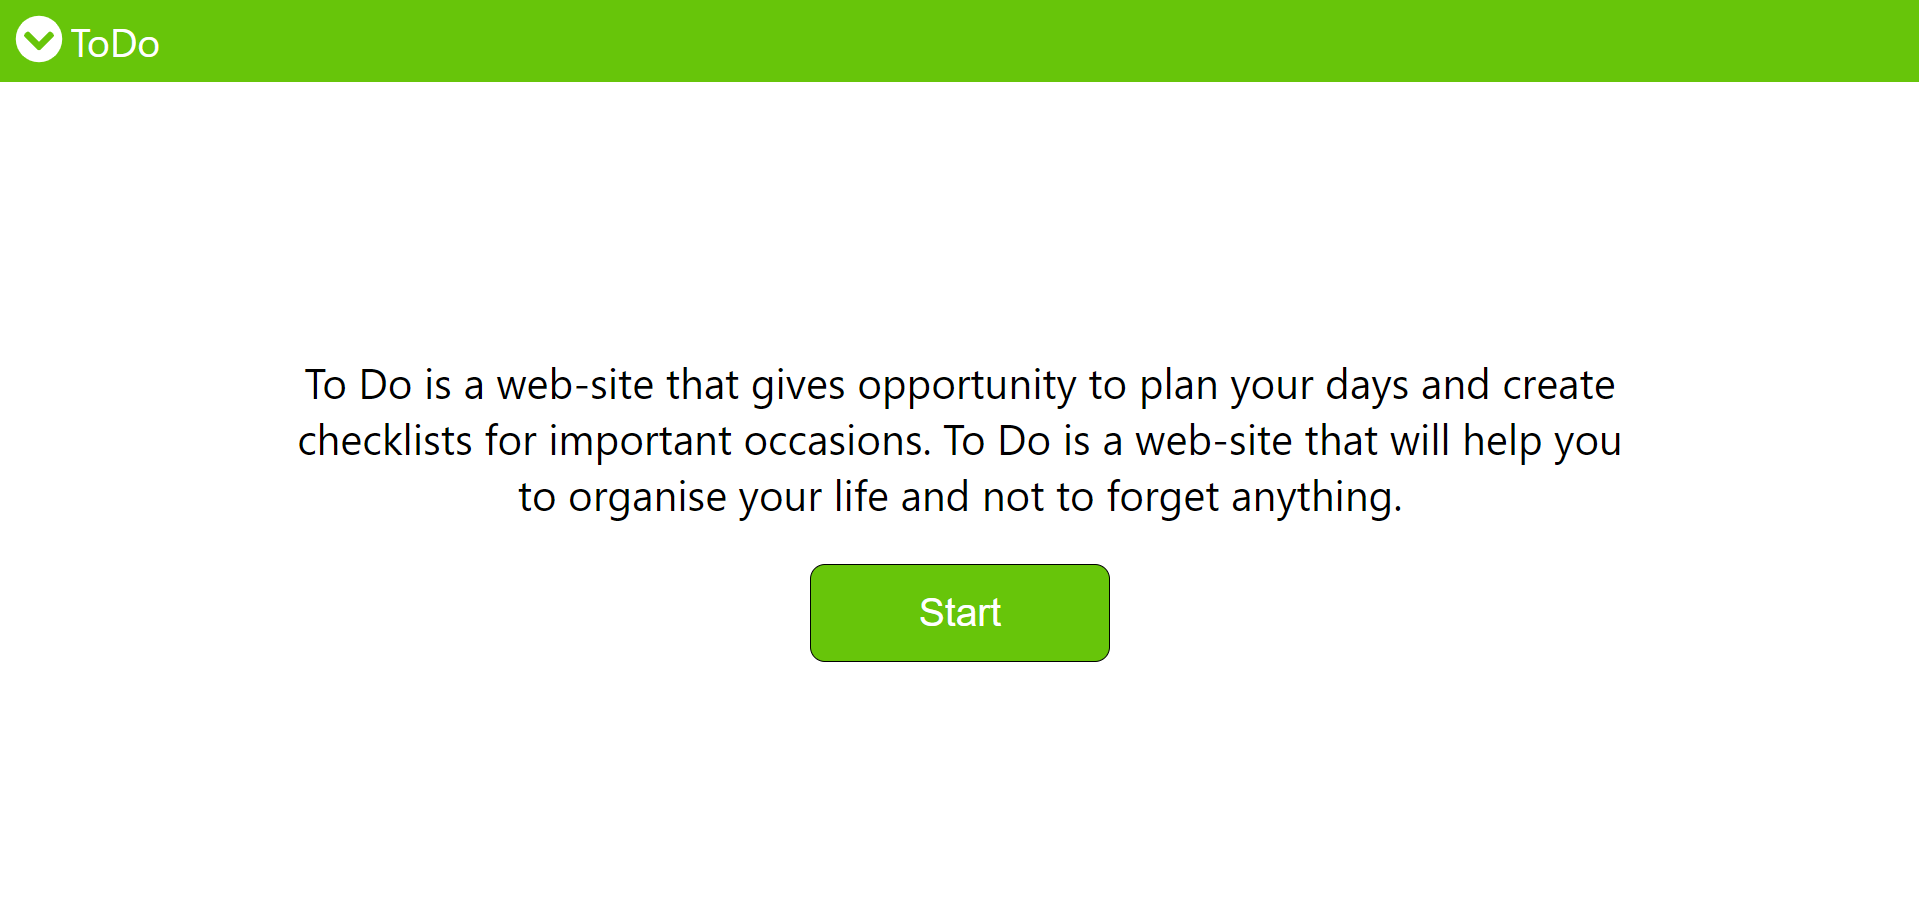 ToDo
To Do is a web-site that gives opportunity to plan your days and create
checklists for important occasions. To Do is a web-site that will help you
to organise your life and not to forget anything.
Start